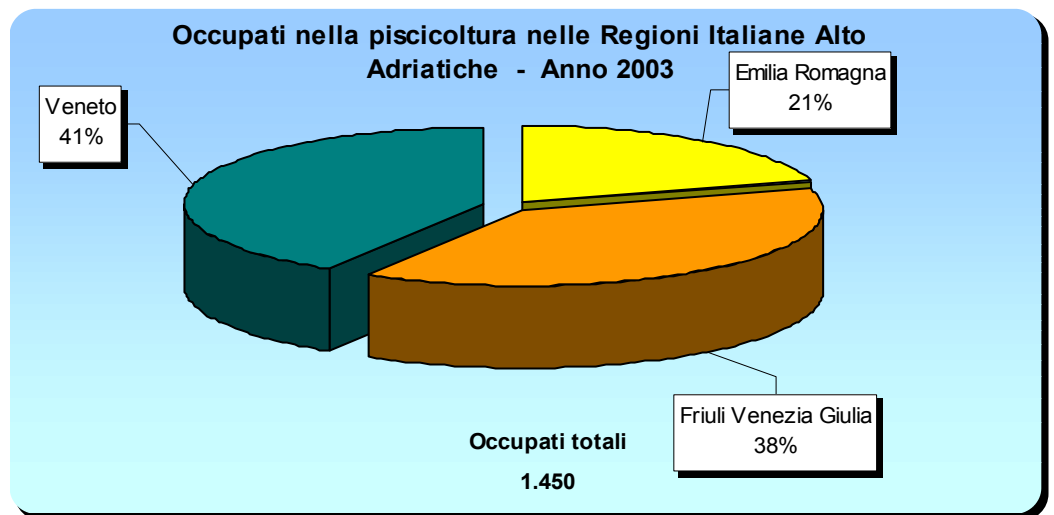 Occupati nella piscicoltura nelle Regioni Italiane Alto
Adriatiche - Anno 2003
Veneto
41%
Emilia Romagna
21%
Friuli Venezia Giulia
38%
Occupati totali
1.450